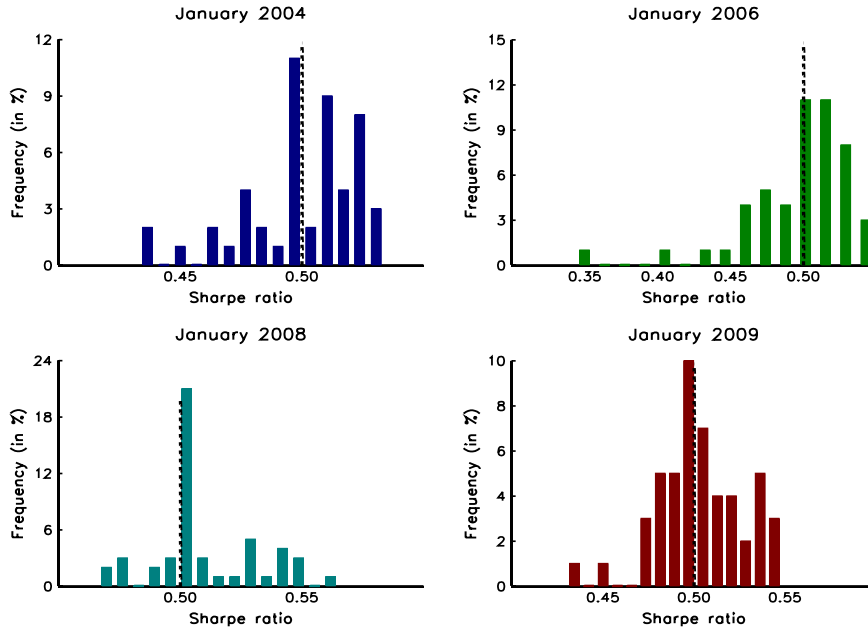 January 2004
12
9
6
3
0
Frequency (in %)
0.45 0.50
Sharpe ratio
January 2006
15
12
9
6
3
0
Frequency (in %)
0.35 0.40 0.45 0.50
Sharpe ratio
January 2008
24
18
12
6
0
Frequency (in %)
0.50 0.55
Sharpe ratio
January 2009
10
8
6
4
2
0
Frequency (in %)
0.45 0.50 0.55
Sharpe ratio